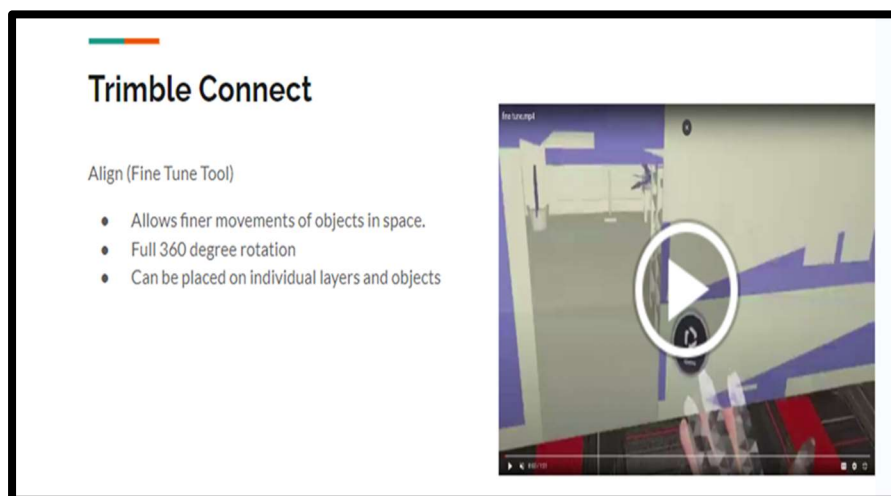 Trimble Connect
Align (Fine Tune Tool)
● Allows finer movements of objects in space.
● Full 360 degree rotation
● Can be placed on individual layers and objects
fine tune.mp4